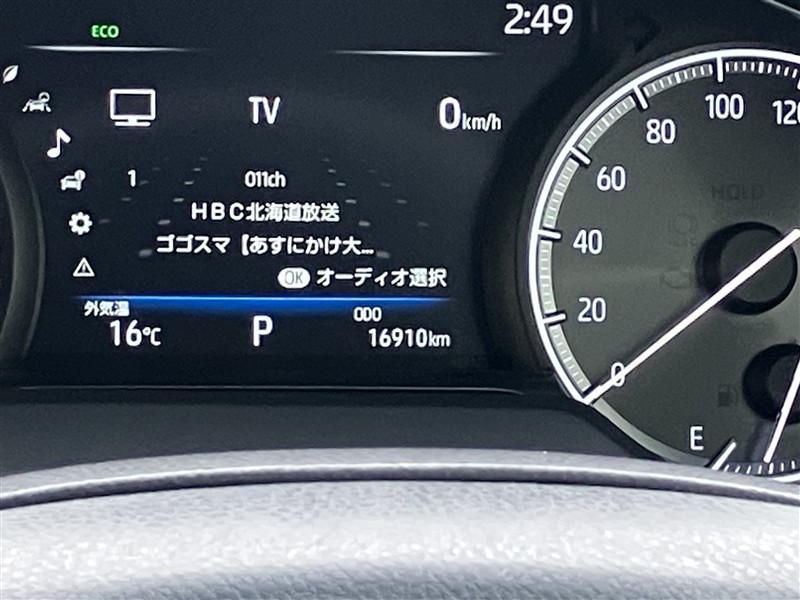 ECO
2:49
TV
0km/h
1
011ch
HBC北海道放送
ゴゴスマ【あすにかけ大...
OK オーディオ選択
外気温
16℃
P
ODO
16910km
0
20
40
60
80
100
120
HOLD
E